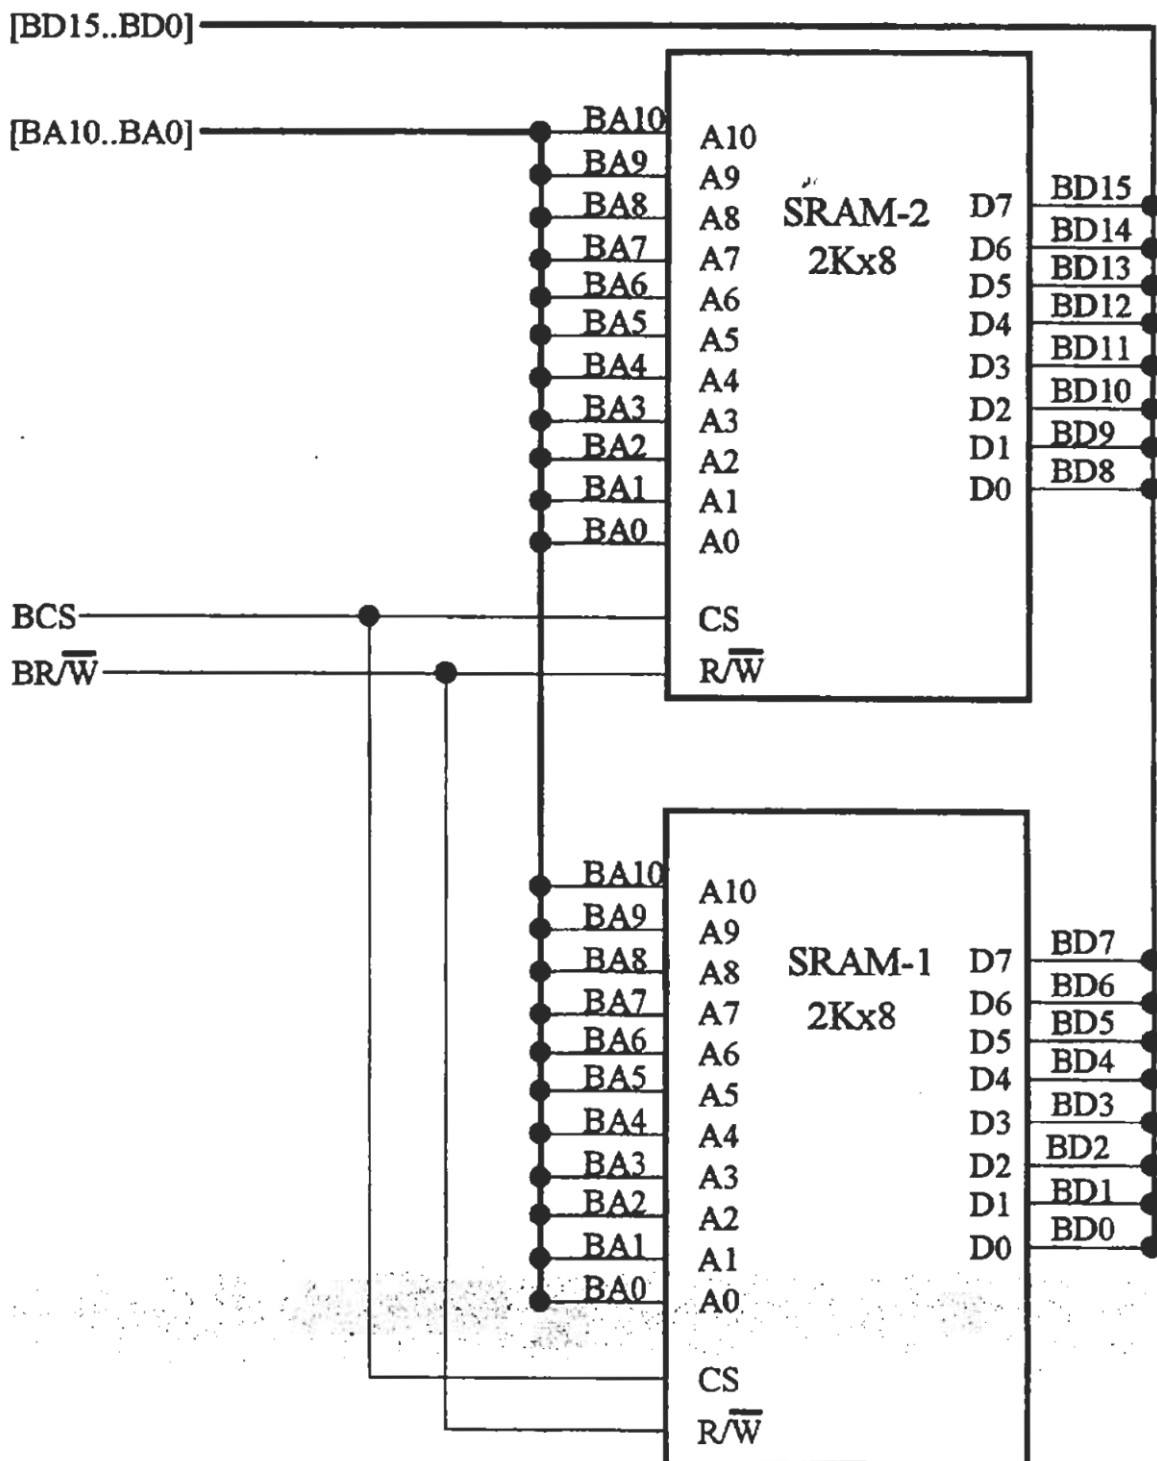 [BD15..BD0]
[BA10..BA0]
BA10
BA9
BA8
BA7
BA6
BA5
BA4
BA3
BA2
BA1
BA0
A10
A9
A8
A7
A6
A5
A4
A3
A2
A1
A0
CS
R/W̅
SRAM-2
2Kx8
D7
D6
D5
D4
D3
D2
D1
D0
BD15
BD14
BD13
BD12
BD11
BD10
BD9
BD8
BCS
BR/W̅
BA10
BA9
BA8
BA7
BA6
BA5
BA4
BA3
BA2
BA1
BA0
A10
A9
A8
A7
A6
A5
A4
A3
A2
A1
A0
CS
R/W̅
SRAM-1
2Kx8
D7
D6
D5
D4
D3
D2
D1
D0
BD7
BD6
BD5
BD4
BD3
BD2
BD1
BD0